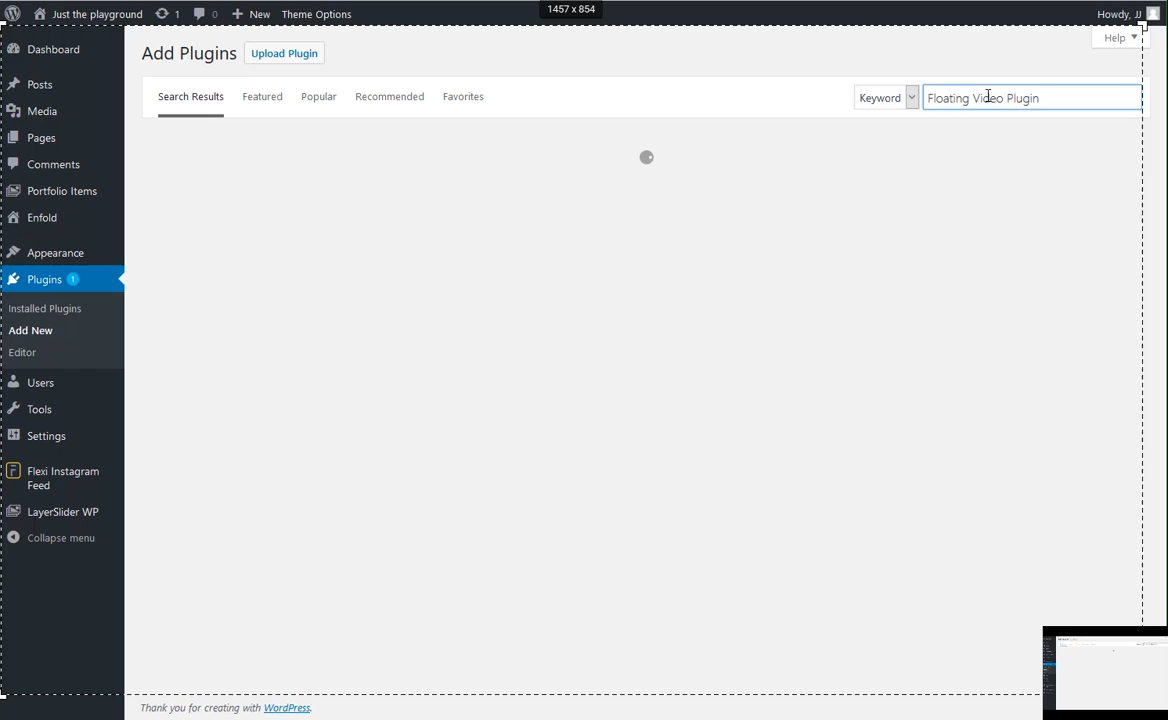 1457 x 854
Just the playground 1 0 New Theme Options Howdy, JJ
Help
Add Plugins Upload Plugin
Search Results Featured Popular Recommended Favorites Keyword Floating Video Plugin
Dashboard
Posts
Media
Pages
Comments
Portfolio Items
Enfold
Appearance
Plugins 1
Installed Plugins
Add New
Editor
Users
Tools
Settings
Flexi Instagram
Feed
LayerSlider WP
Collapse menu
Thank you for creating with WordPress.